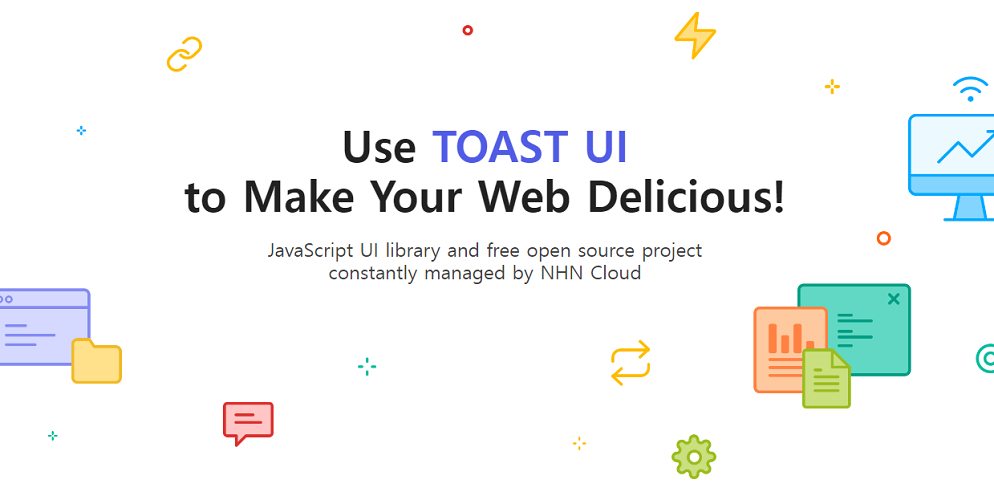 Use TOAST UI
to Make Your Web Delicious!
JavaScript UI library and free open source project
constantly managed by NHN Cloud